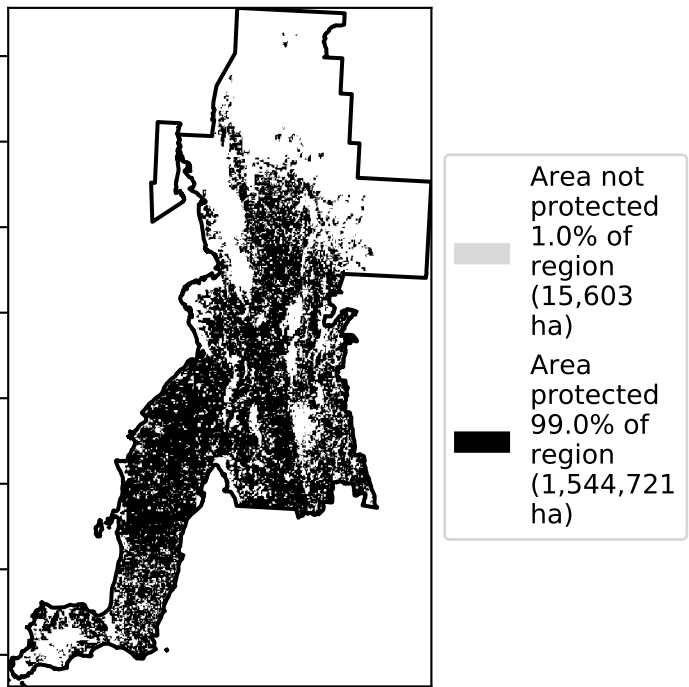 Area not
protected
1.0% of
region
(15,603
ha)
Area
protected
99.0% of
region
(1,544,721
ha)